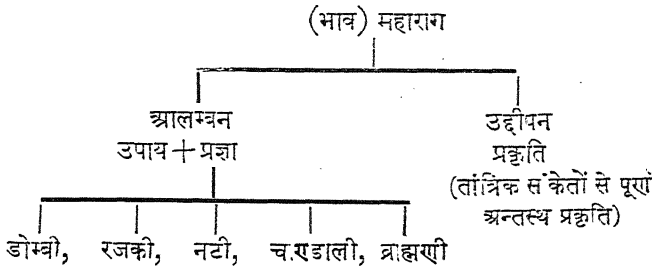 (भाव) महाराग
आलम्बन
उपाय + प्रज्ञा
उद्दीपन
प्रकृति
(तांत्रिक संकेतों से पूर्ण
अन्तस्थ प्रकृति)
डोम्बी, रजकी, नटी, चण्डाली, ब्राह्मणी